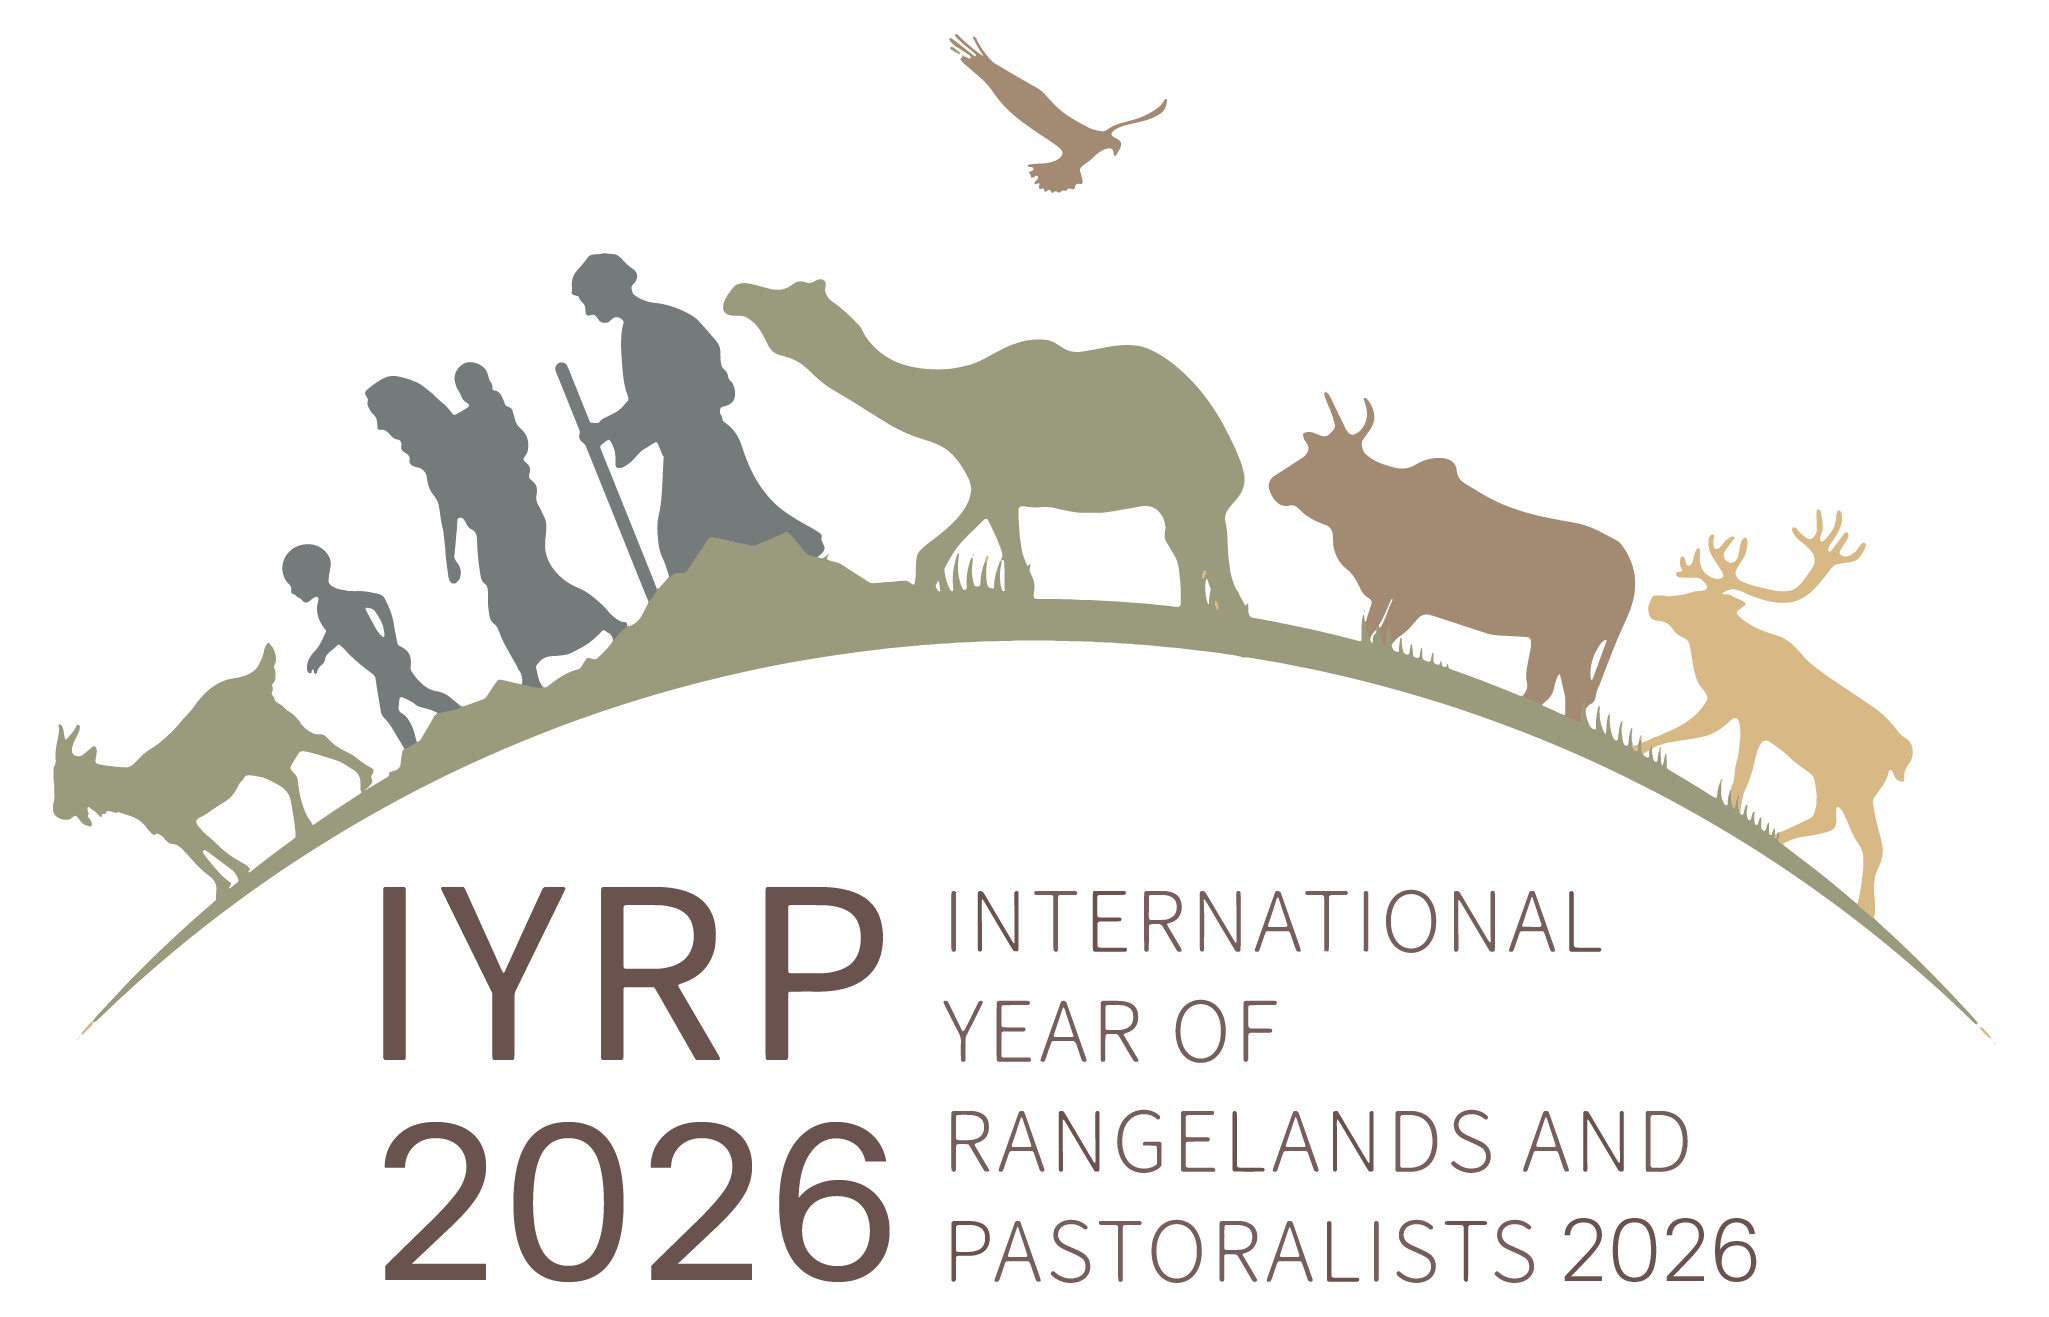 IYRP
2026
INTERNATIONAL
YEAR OF
RANGELANDS AND
PASTORALISTS 2026